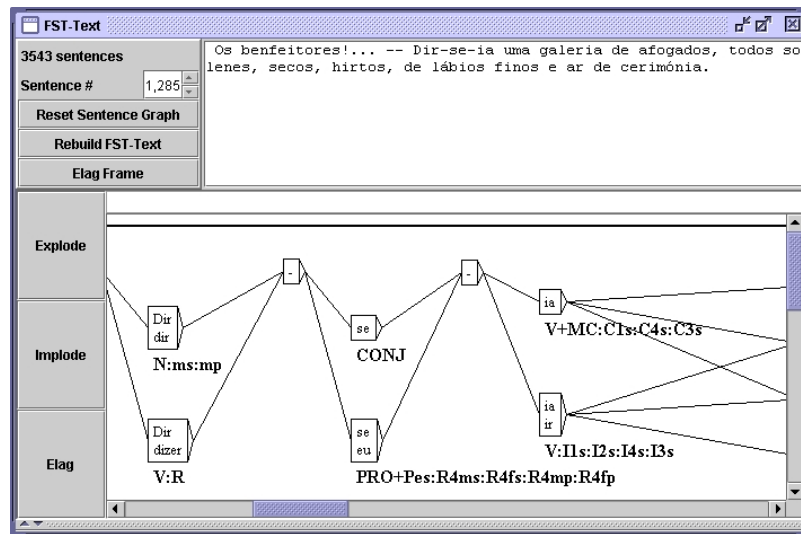 FST-Text
3543 sentences
Sentence # 1,285
Reset Sentence Graph
Rebuild FST-Text
Elag Frame
Os benfeitores!... -- Dir-se-ia uma galeria de afogados, todos so
lenes, secos, hirtos, de lábios finos e ar de cerimónia.
Explode
Implode
Elag
-
-
Dir
dir
N:ms:mp
se
CONJ
ia
V+MC:C1s:C4s:C3s
Dir
dizer
V:R
se
eu
PRO+Pes:R4ms:R4fs:R4mp:R4fp
ia
ir
V:I1s:I2s:I4s:I3s